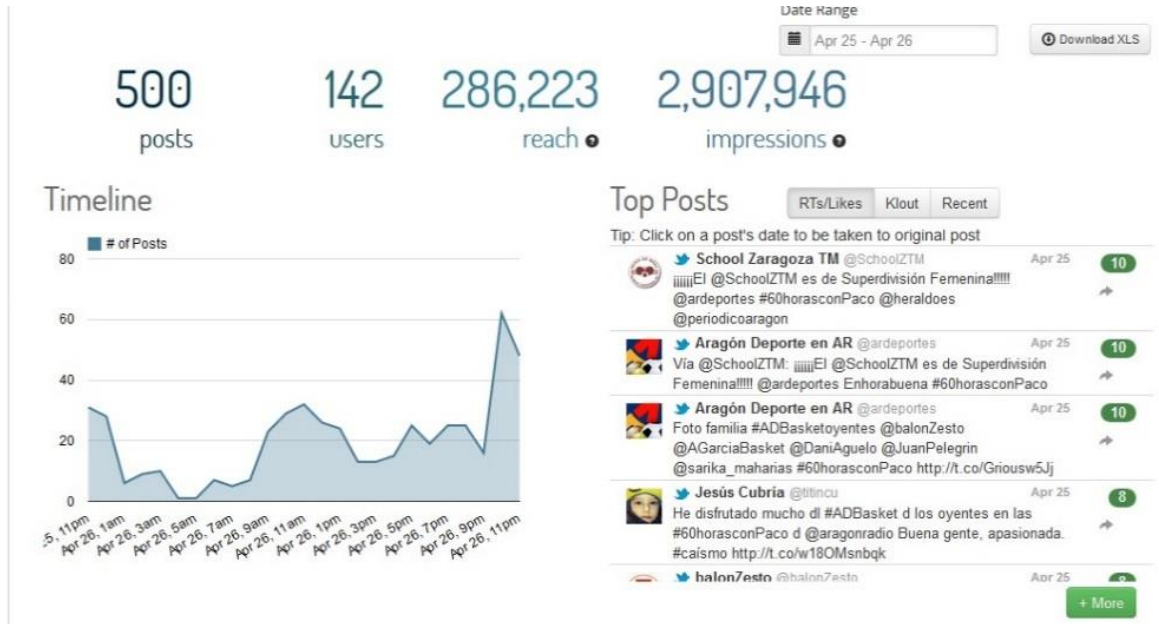 Date Range
Apr 25 - Apr 26
Download XLS
500
posts
142
users
286,223
reach ?
2,907,946
impressions ?
Timeline
# of Posts
80
60
40
20
0
-5, 11pm
Apr 26, 1am
Apr 26, 3am
Apr 26, 5am
Apr 26, 7am
Apr 26, 9am
Apr 26, 11am
Apr 26, 1pm
Apr 26, 3pm
Apr 26, 5pm
Apr 26, 7pm
Apr 26, 9pm
Apr 26, 11pm
Top Posts
RTs/Likes Klout Recent
Tip: Click on a post's date to be taken to original post
School Zaragoza TM @SchoolZTM Apr 25 10
¡¡¡¡¡¡El @SchoolZTM es de Superdivisión Femenina!!!!!
@ardeportes #60horasconPaco @heraldoes
@periodicoaragon
Aragón Deporte en AR @ardeportes Apr 25 10
Vía @SchoolZTM: ¡¡¡¡¡¡El @SchoolZTM es de Superdivisión
Femenina!!!!! @ardeportes Enhorabuena #60horasconPaco
Aragón Deporte en AR @ardeportes Apr 25 10
Foto familia #ADBasketoyentes @balonZesto
@AGarciaBasket @DaniAguelo @JuanPelegrin
@sarika_maharias #60horasconPaco http://t.co/Griousw5Jj
Jesús Cubría @titincu Apr 25 8
He disfrutado mucho dl #ADBasket d los oyentes en las
#60horasconPaco d @aragonradio Buena gente, apasionada.
#caísmo http://t.co/w18OMsnbqk
balonZesto @balonZesto Apr 25 8
+ More